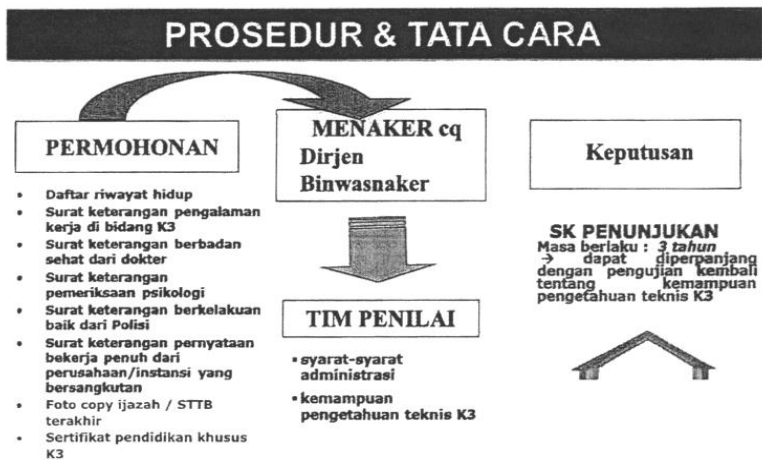 PROSEDUR & TATA CARA
PERMOHONAN
• Daftar riwayat hidup
• Surat keterangan pengalaman
kerja di bidang K3
• Surat keterangan berbadan
sehat dari dokter
• Surat keterangan
pemeriksaan psikologi
• Surat keterangan berkelakuan
baik dari Polisi
• Surat keterangan pernyataan
bekerja penuh dari
perusahaan/instansi yang
bersangkutan
• Foto copy ijazah / STTB
terakhir
• Sertifikat pendidikan khusus
K3
MENAKER cq
Dirjen
Binwasnaker
TIM PENILAI
▪ syarat-syarat
administrasi
▪ kemampuan
pengetahuan teknis K3
Keputusan
SK PENUNJUKAN
Masa berlaku : 3 tahun
→ dapat diperpanjang
dengan pengujian kembali
tentang kemampuan
pengetahuan teknis K3